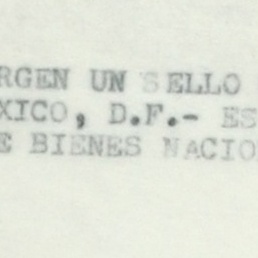 RGEN UN SELLO
XICO, D.F.- ES
E BIENES NACIO